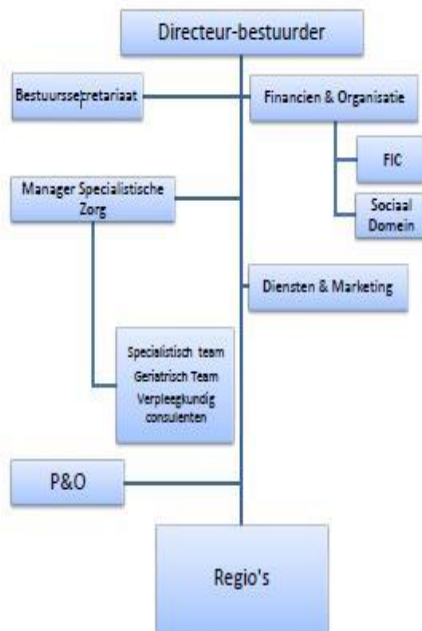 Directeur-bestuurder
Bestuurssecretariaat
Financien & Organisatie
FIC
Manager Specialistische
Zorg
Sociaal
Domein
Diensten & Marketing
Specialistisch team
Geriatrisch Team
Verpleegkundig
consulenten
P&O
Regio's